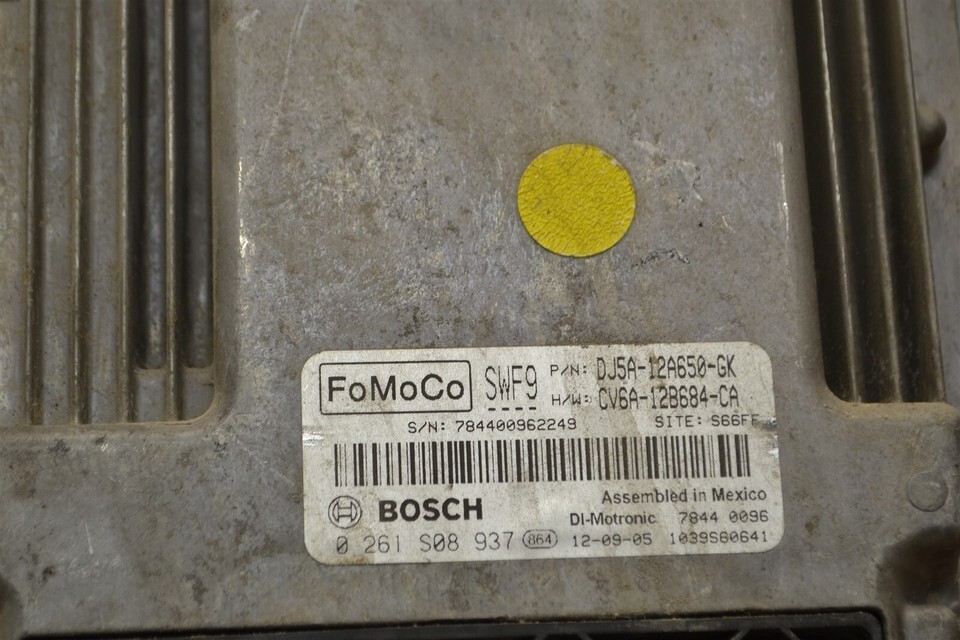 FoMoCo SWF9 P/N: DJ5A-12A650-GK
H/W: CV6A-12B684-CA
S/N: 784400962249 SITE: S66FF
BOSCH Assembled in Mexico
DI-Motronic 7844 0096
0 261 S08 937 864 12-09-05 1039S80641